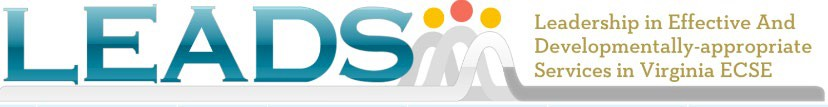 LEADS
Leadership in Effective And
Developmentally-appropriate
Services in Virginia ECSE